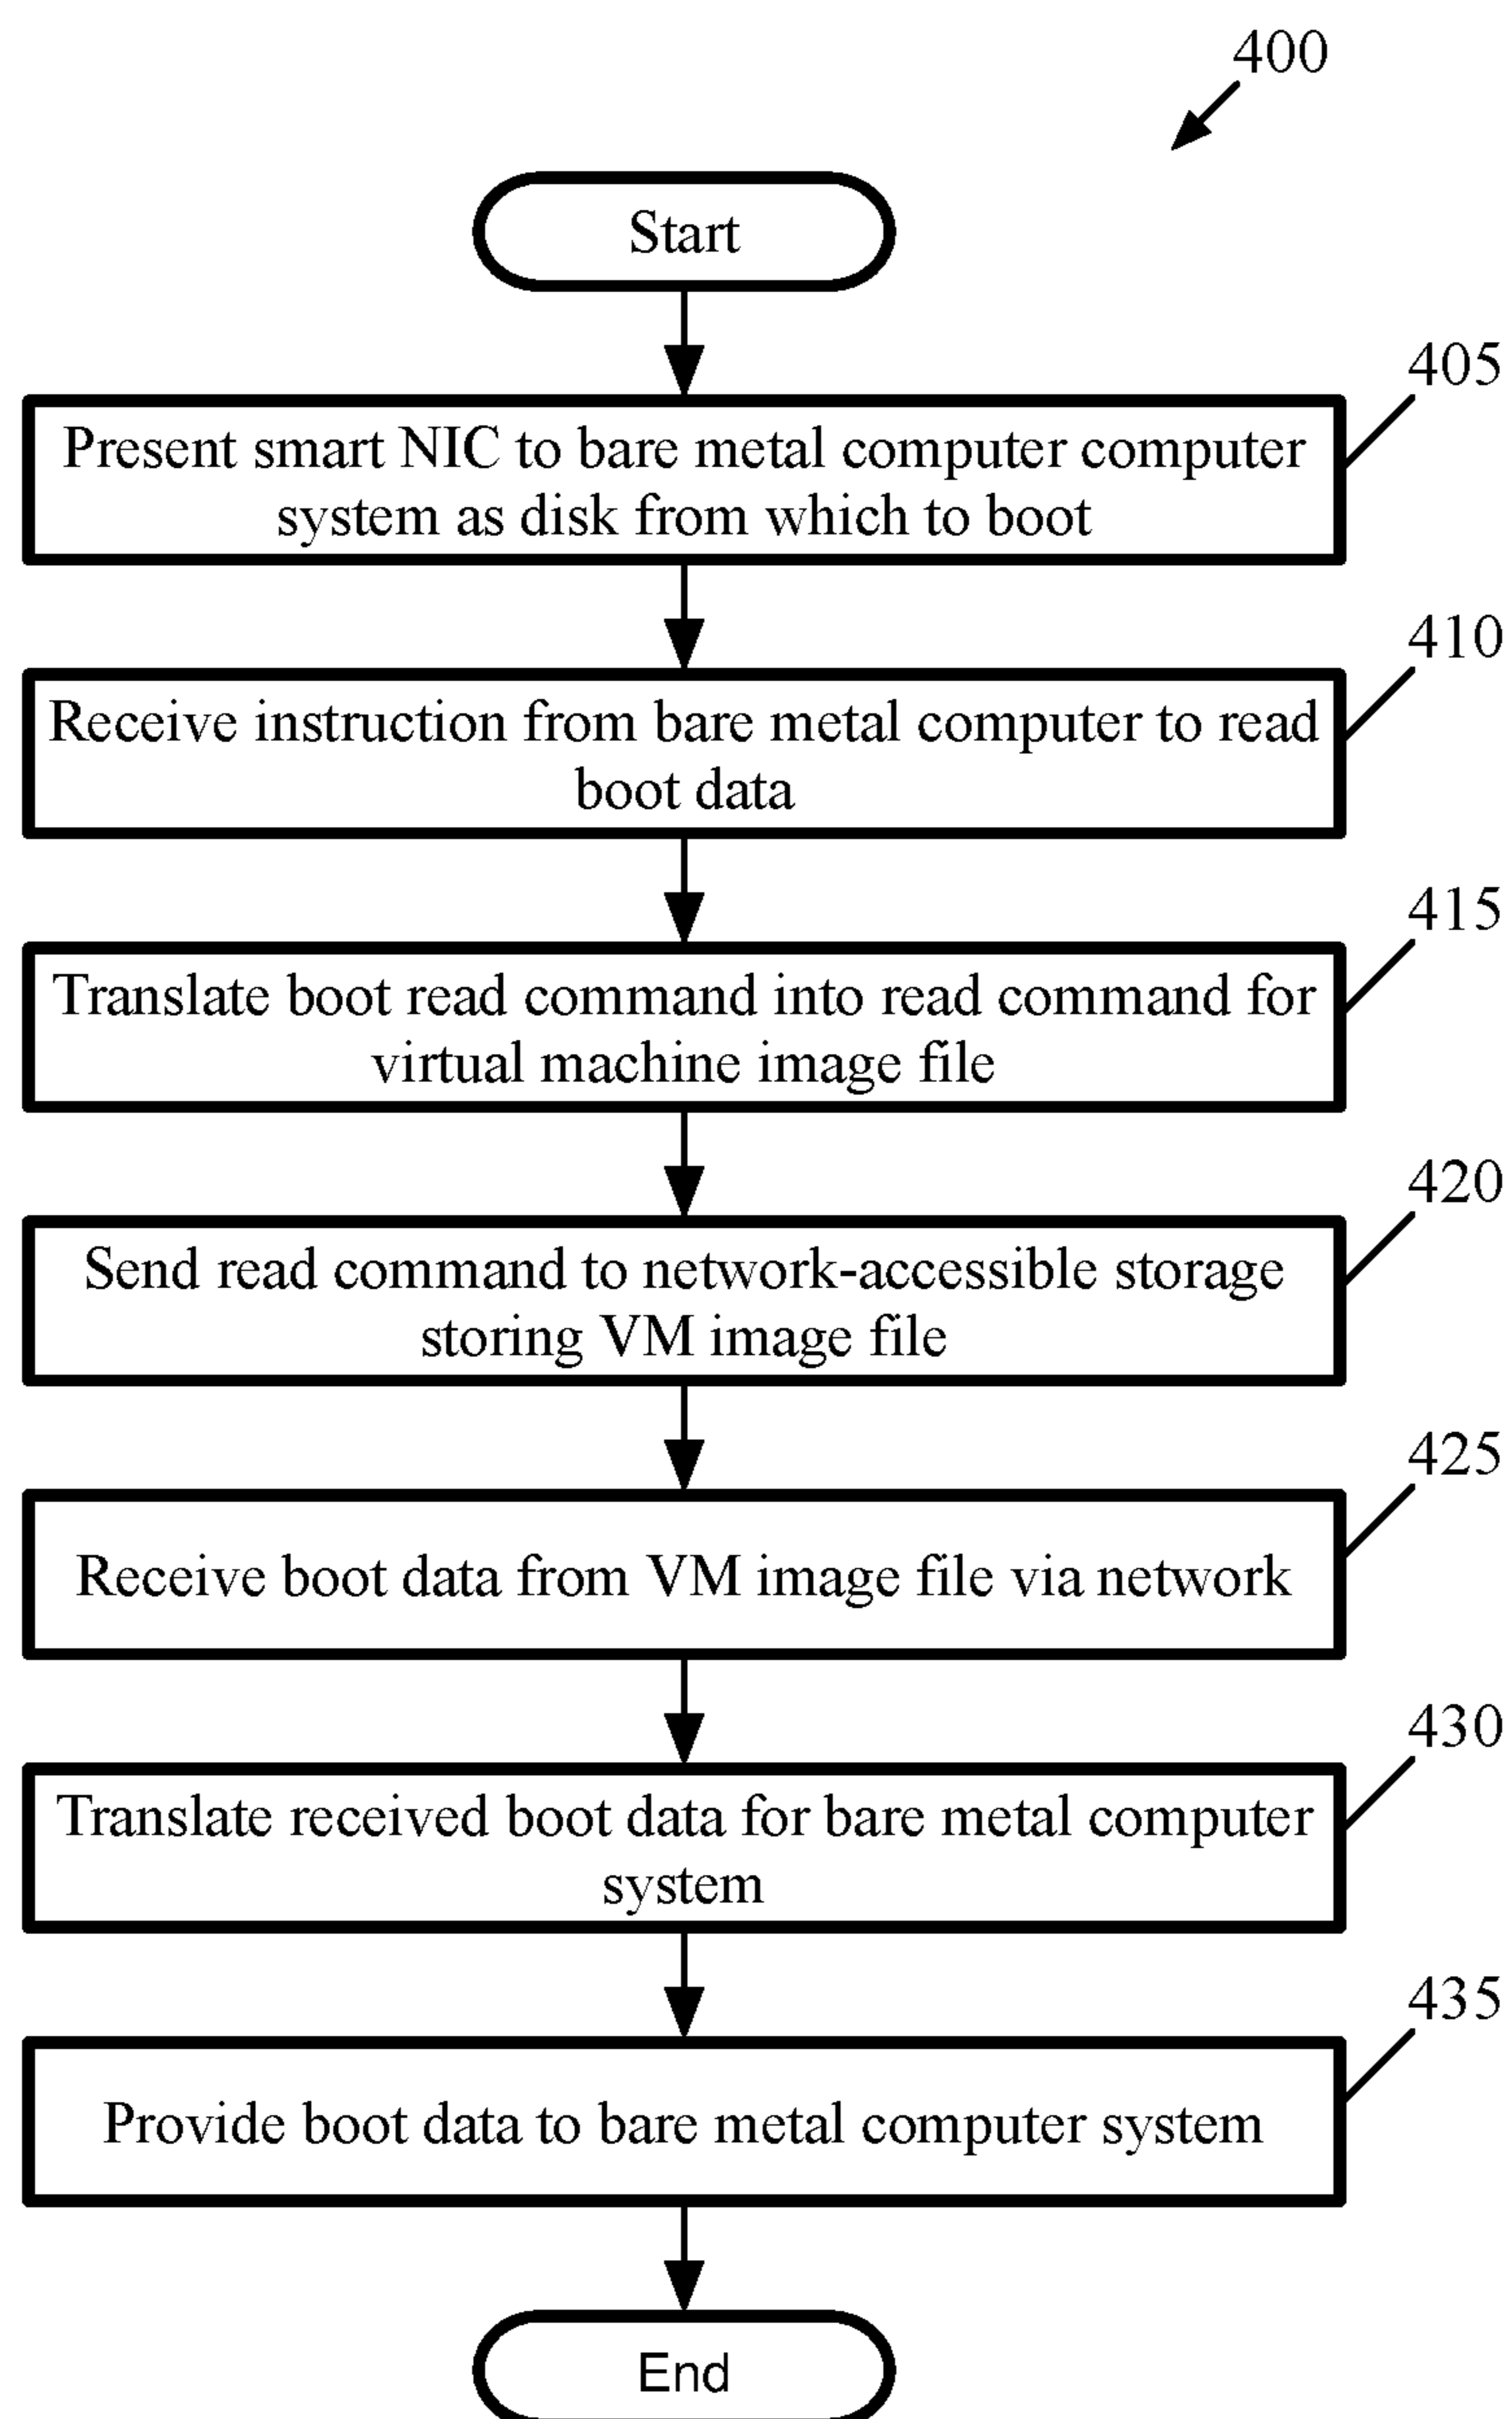 400
Start
405
Present smart NIC to bare metal computer computer
system as disk from which to boot
410
Receive instruction from bare metal computer to read
boot data
415
Translate boot read command into read command for
virtual machine image file
420
Send read command to network-accessible storage
storing VM image file
425
Receive boot data from VM image file via network
430
Translate received boot data for bare metal computer
system
435
Provide boot data to bare metal computer system
End